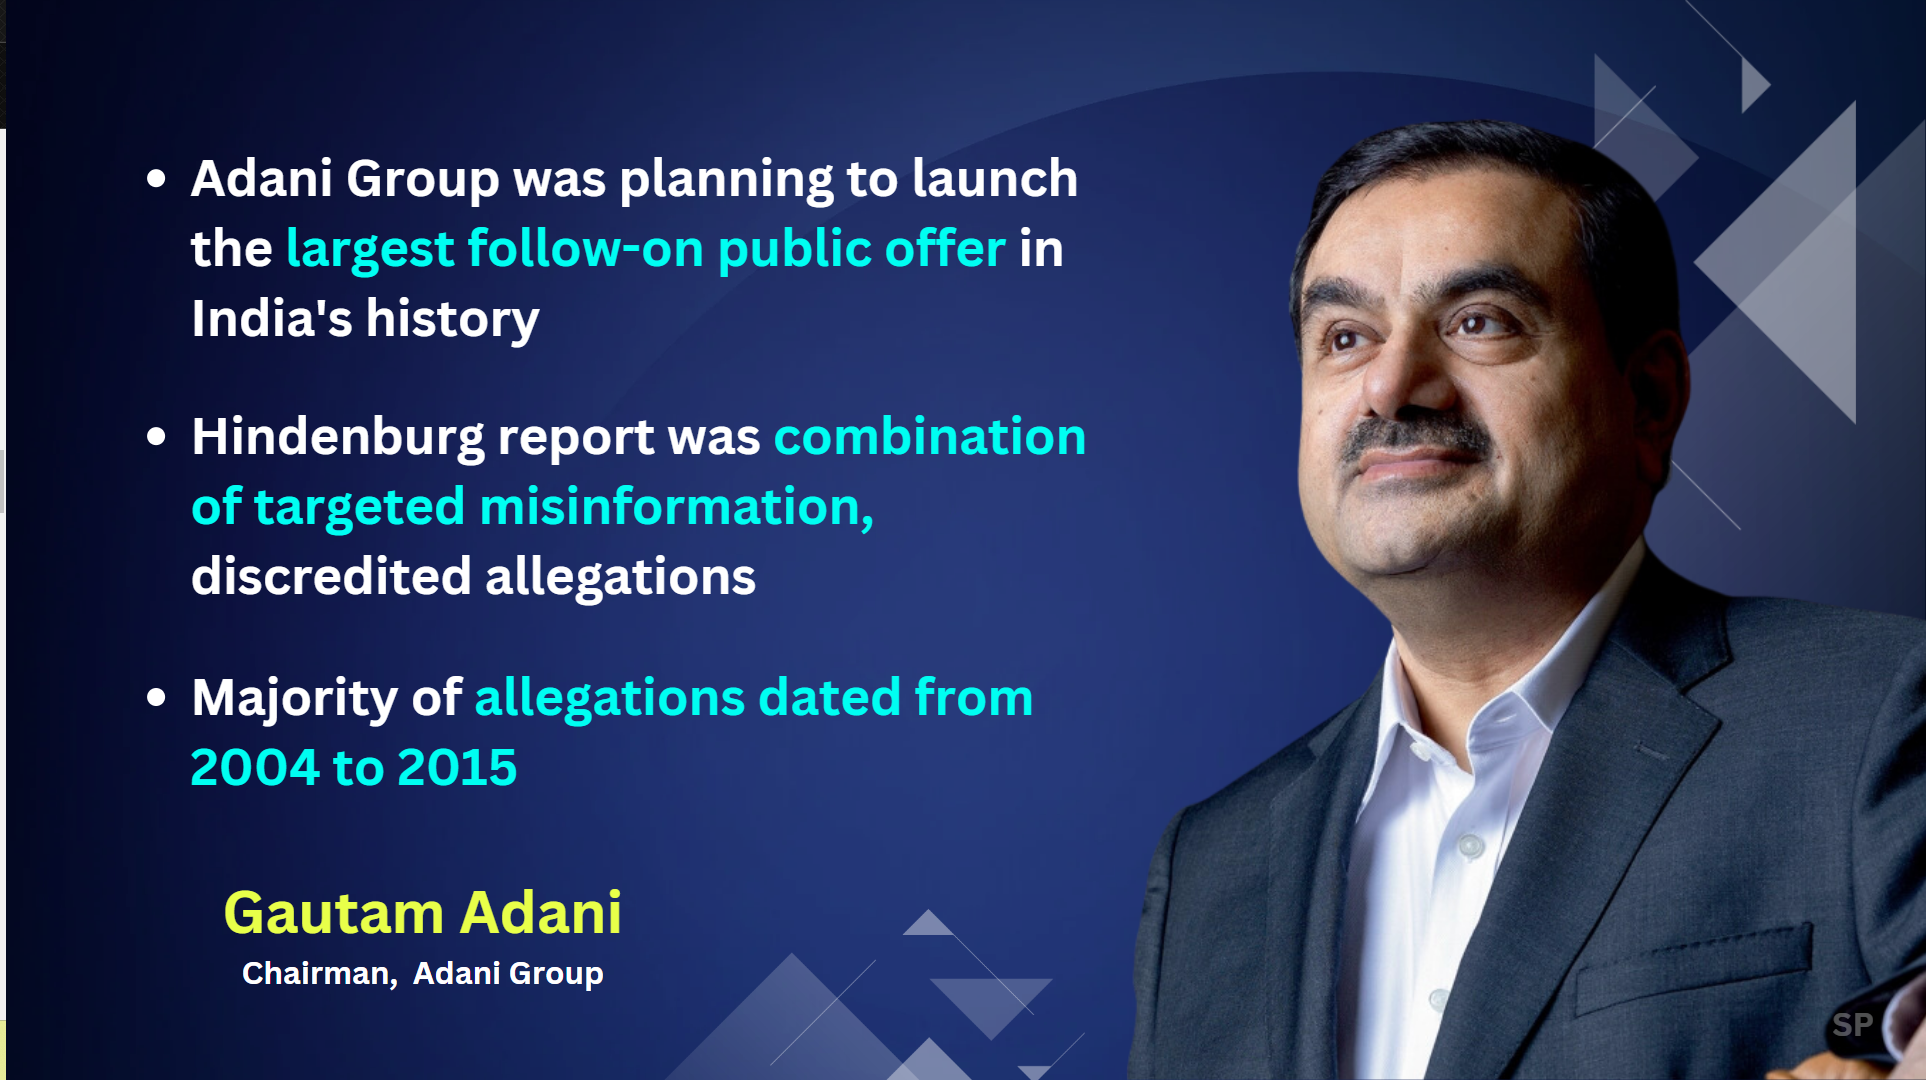 • Adani Group was planning to launch
the largest follow-on public offer in
India's history
• Hindenburg report was combination
of targeted misinformation,
discredited allegations
• Majority of allegations dated from
2004 to 2015
Gautam Adani
Chairman, Adani Group
SP